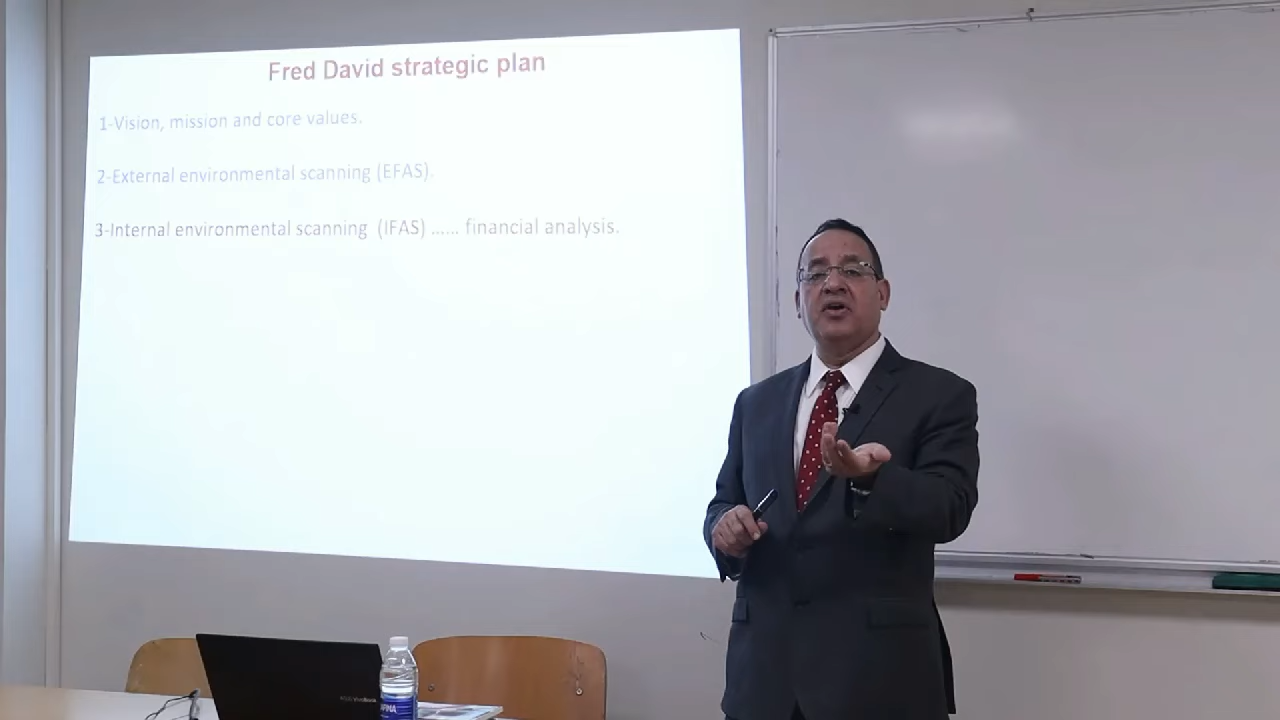 Fred David strategic plan
1-Vision, mission and core values.
2-External environmental scanning (EFAS).
3-Internal environmental scanning (IFAS) ...... financial analysis.